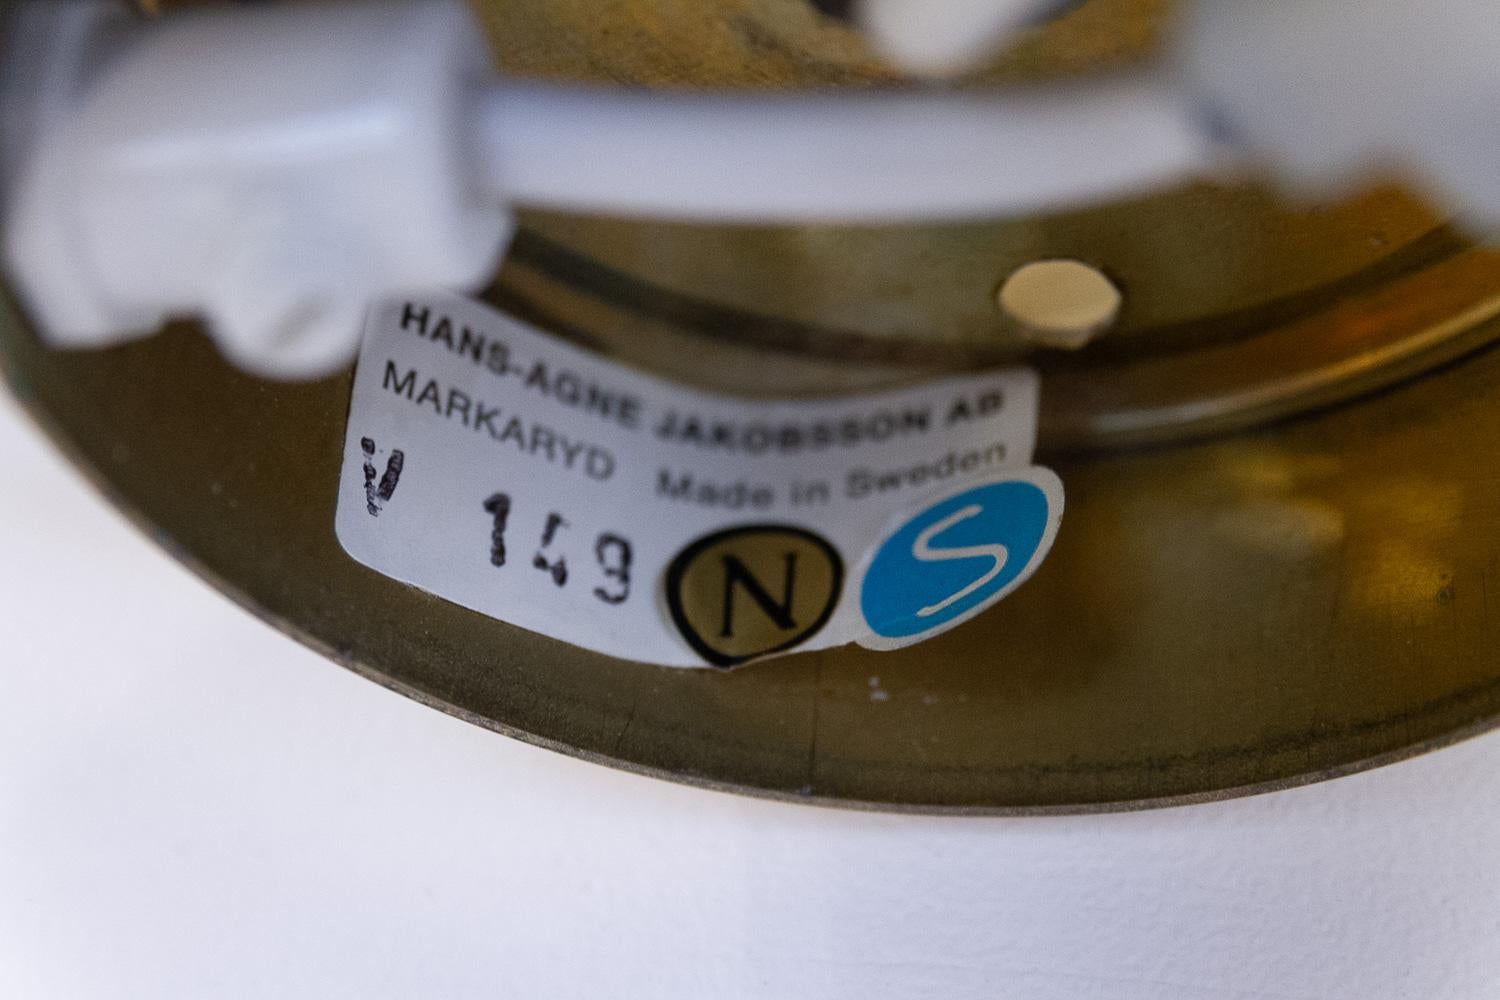 HANS-AGNE JAKOBSSON AB
MARKARYD Made in Sweden
V 149
N
S